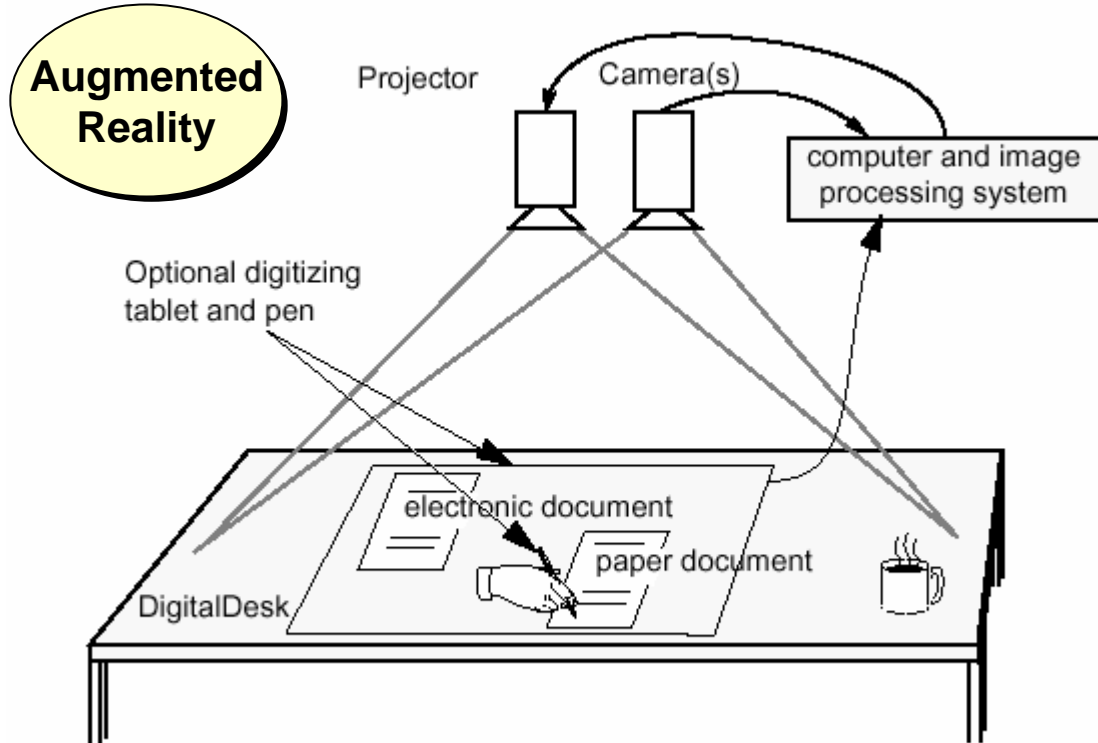 Augmented
Reality
Projector
Camera(s)
computer and image
processing system
Optional digitizing
tablet and pen
electronic document
paper document
DigitalDesk